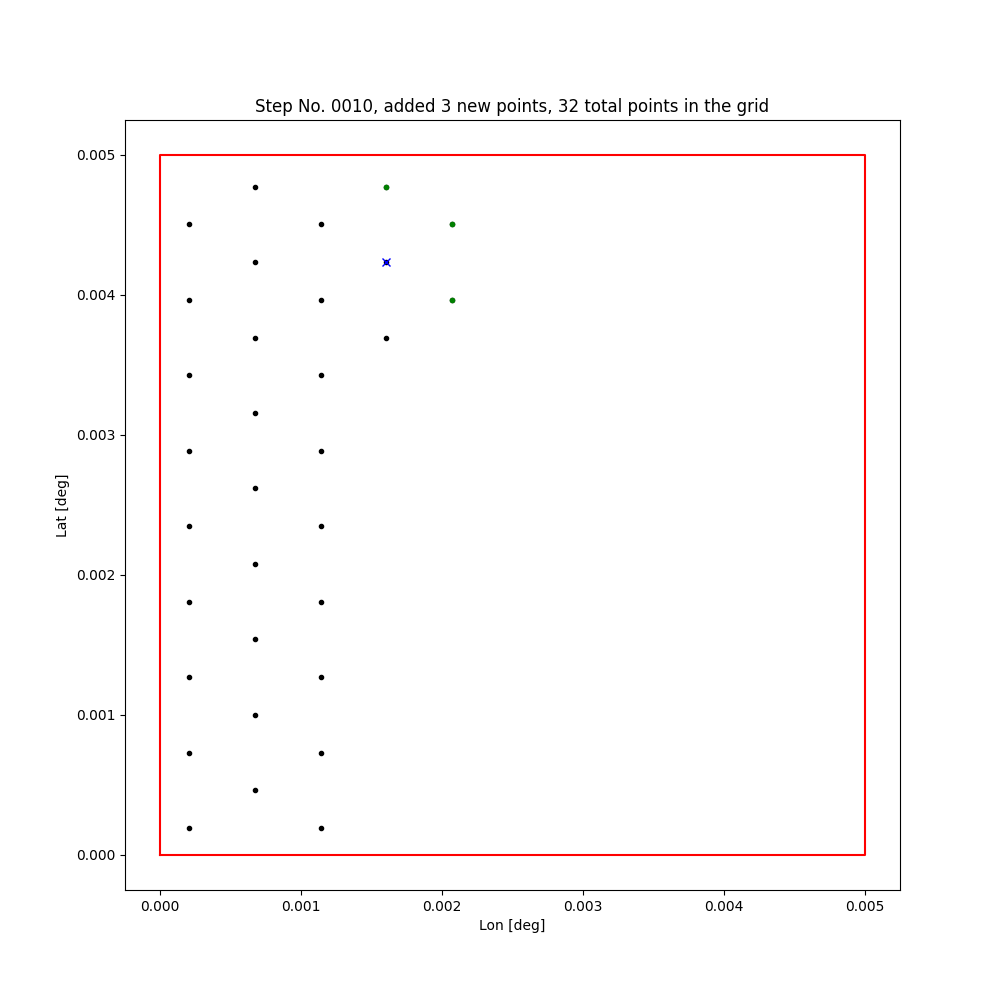 Step No. 0010, added 3 new points, 32 total points in the grid
0.005
0.004
0.003
0.002
0.001
0.000
Lat [deg]
0.000 0.001 0.002 0.003 0.004 0.005
Lon [deg]